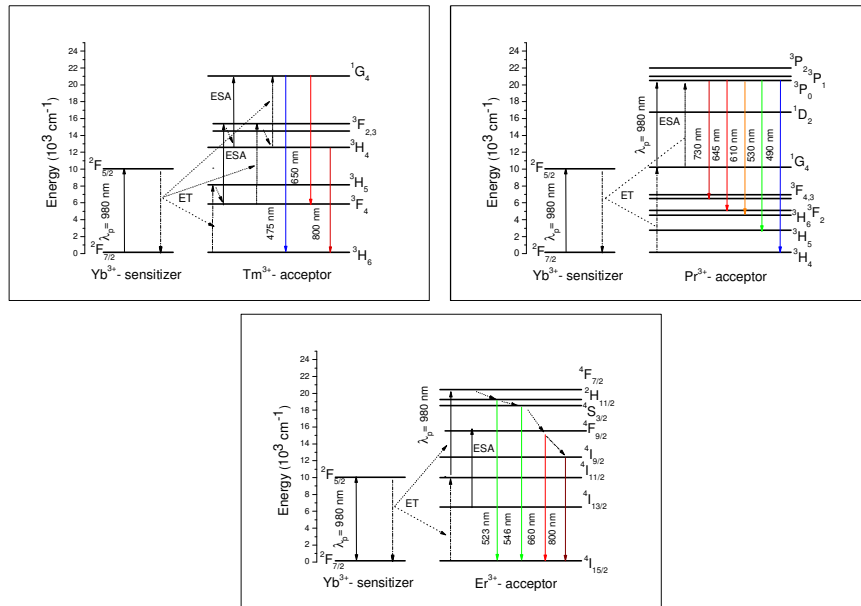 Energy (10³ cm⁻¹)
24
22
20
18
16
14
12
10
8
6
4
2
0
²F₅/₂
²F₇/₂
λₚ= 980 nm
ET
ESA
ESA
475 nm
650 nm
800 nm
¹G₄
³F₂,₃
³H₄
³H₅
³F₄
³H₆
Yb³⁺- sensitizer
Tm³⁺- acceptor
Energy (10³ cm⁻¹)
24
22
20
18
16
14
12
10
8
6
4
2
0
²F₅/₂
²F₇/₂
λₚ= 980 nm
ET
λₚ= 980 nm
ESA
730 nm
645 nm
610 nm
530 nm
490 nm
³P₂ ³P₁
³P₀
¹D₂
¹G₄
³F₄,₃
³H₆ ³F₂
³H₅
³H₄
Yb³⁺- sensitizer
Pr³⁺- acceptor
Energy (10³ cm⁻¹)
24
22
20
18
16
14
12
10
8
6
4
2
0
²F₅/₂
²F₇/₂
λₚ= 980 nm
ET
λₚ= 980 nm
ESA
523 nm
546 nm
660 nm
800 nm
⁴F₇/₂
²H₁₁/₂
⁴S₃/₂
⁴F₉/₂
⁴I₉/₂
⁴I₁₁/₂
⁴I₁₃/₂
⁴I₁₅/₂
Yb³⁺- sensitizer
Er³⁺- acceptor